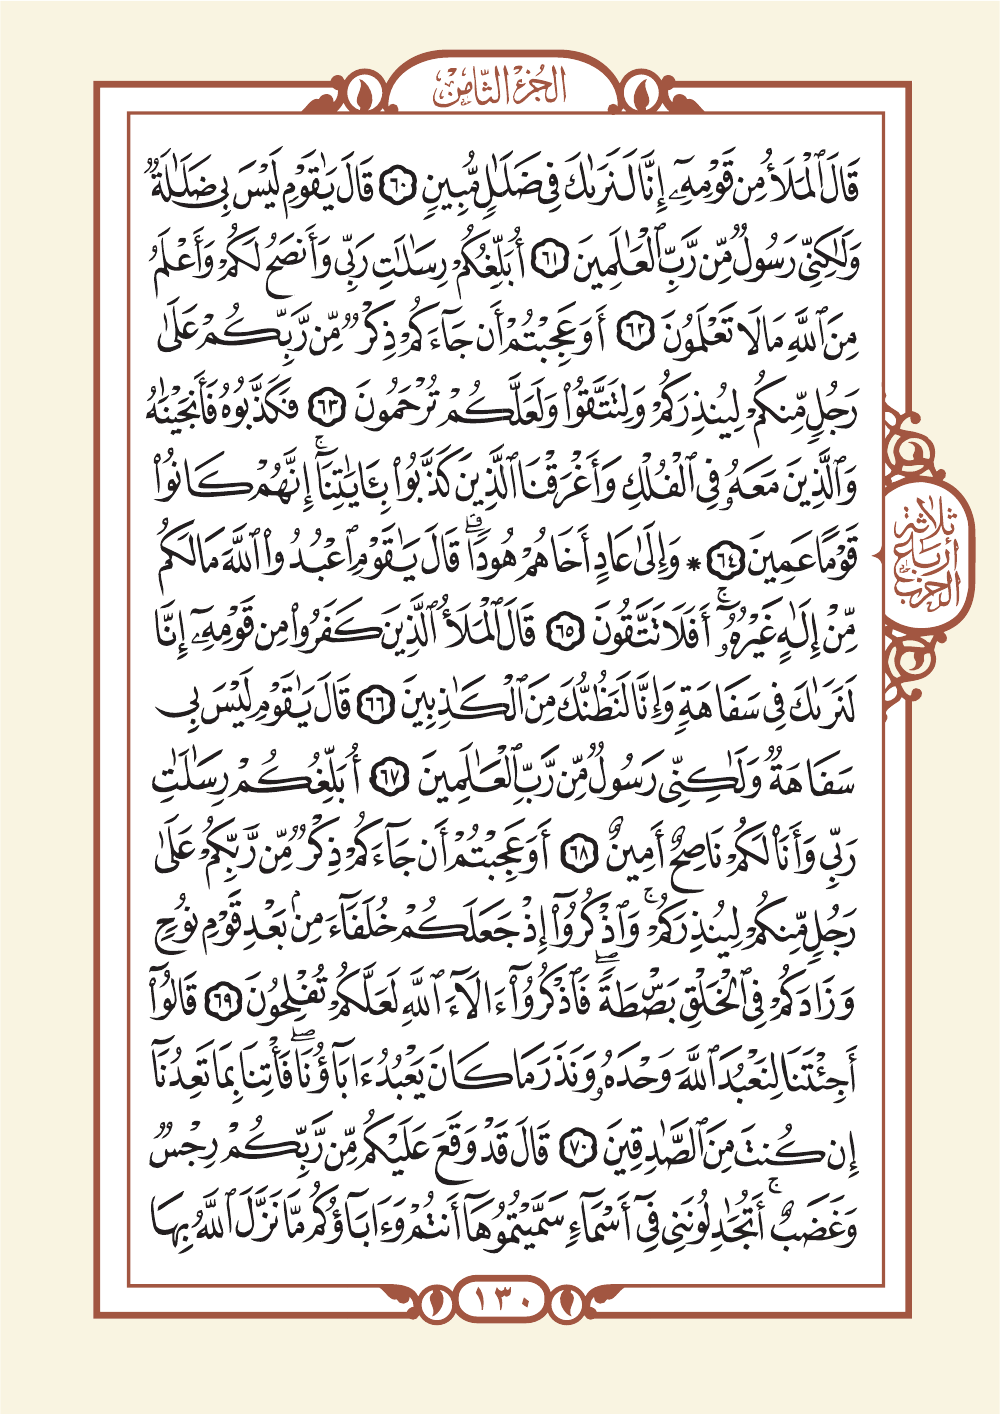 الجُزْءُ الثَّامِن
قَالَ ٱلْمَلَأُ مِن قَوْمِهِۦٓ إِنَّا لَنَرَىٰكَ فِى ضَلَٰلٍ مُّبِينٍ ٦٠ قَالَ يَٰقَوْمِ لَيْسَ بِى ضَلَٰلَةٌ
وَلَٰكِنِّى رَسُولٌ مِّن رَّبِّ ٱلْعَٰلَمِينَ ٦١ أُبَلِّغُكُمْ رِسَٰلَٰتِ رَبِّى وَأَنصَحُ لَكُمْ وَأَعْلَمُ
مِنَ ٱللَّهِ مَا لَا تَعْلَمُونَ ٦٢ أَوَعَجِبْتُمْ أَن جَآءَكُمْ ذِكْرٌ مِّن رَّبِّكُمْ عَلَىٰ
رَجُلٍ مِّنكُمْ لِيُنذِرَكُمْ وَلِتَتَّقُوا۟ وَلَعَلَّكُمْ تُرْحَمُونَ ٦٣ فَكَذَّبُوهُ فَأَنجَيْنَٰهُ
وَٱلَّذِينَ مَعَهُۥ فِى ٱلْفُلْكِ وَأَغْرَقْنَا ٱلَّذِينَ كَذَّبُوا۟ بِـَٔايَٰتِنَآ ۚ إِنَّهُمْ كَانُوا۟
قَوْمًا عَمِينَ ٦٤ * وَإِلَىٰ عَادٍ أَخَاهُمْ هُودًا ۗ قَالَ يَٰقَوْمِ ٱعْبُدُوا۟ ٱللَّهَ مَا لَكُم
مِّنْ إِلَٰهٍ غَيْرُهُۥٓ ۚ أَفَلَا تَتَّقُونَ ٦٥ قَالَ ٱلْمَلَأُ ٱلَّذِينَ كَفَرُوا۟ مِن قَوْمِهِۦٓ إِنَّا
لَنَرَىٰكَ فِى سَفَاهَةٍ وَإِنَّا لَنَظُنُّكَ مِنَ ٱلْكَٰذِبِينَ ٦٦ قَالَ يَٰقَوْمِ لَيْسَ بِى
سَفَاهَةٌ وَلَٰكِنِّى رَسُولٌ مِّن رَّبِّ ٱلْعَٰلَمِينَ ٦٧ أُبَلِّغُكُمْ رِسَٰلَٰتِ
رَبِّى وَأَنَا۠ لَكُمْ نَاصِحٌ أَمِينٌ ٦٨ أَوَعَجِبْتُمْ أَن جَآءَكُمْ ذِكْرٌ مِّن رَّبِّكُمْ عَلَىٰ
رَجُلٍ مِّنكُمْ لِيُنذِرَكُمْ ۚ وَٱذْكُرُوٓا۟ إِذْ جَعَلَكُمْ خُلَفَآءَ مِنۢ بَعْدِ قَوْمِ نُوحٍ
وَزَادَكُمْ فِى ٱلْخَلْقِ بَصْۜطَةً ۖ فَٱذْكُرُوٓا۟ ءَالَآءَ ٱللَّهِ لَعَلَّكُمْ تُفْلِحُونَ ٦٩ قَالُوٓا۟
أَجِئْتَنَا لِنَعْبُدَ ٱللَّهَ وَحْدَهُۥ وَنَذَرَ مَا كَانَ يَعْبُدُ ءَابَآؤُنَا ۖ فَأْتِنَا بِمَا تَعِدُنَآ
إِن كُنتَ مِنَ ٱلصَّٰدِقِينَ ٧٠ قَالَ قَدْ وَقَعَ عَلَيْكُم مِّن رَّبِّكُمْ رِجْسٌ
وَغَضَبٌ ۖ أَتُجَٰدِلُونَنِى فِىٓ أَسْمَآءٍ سَمَّيْتُمُوهَآ أَنتُمْ وَءَابَآؤُكُم مَّا نَزَّلَ ٱللَّهُ بِهَا
ثلاثة
أرباع
الحزب
١٣٠